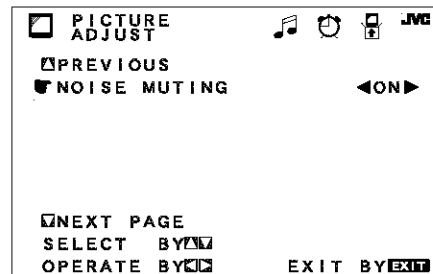 PICTURE
ADJUST
JVC
PREVIOUS
NOISE MUTING ◀ON▶
NEXT PAGE
SELECT BY
OPERATE BY EXIT BY EXIT